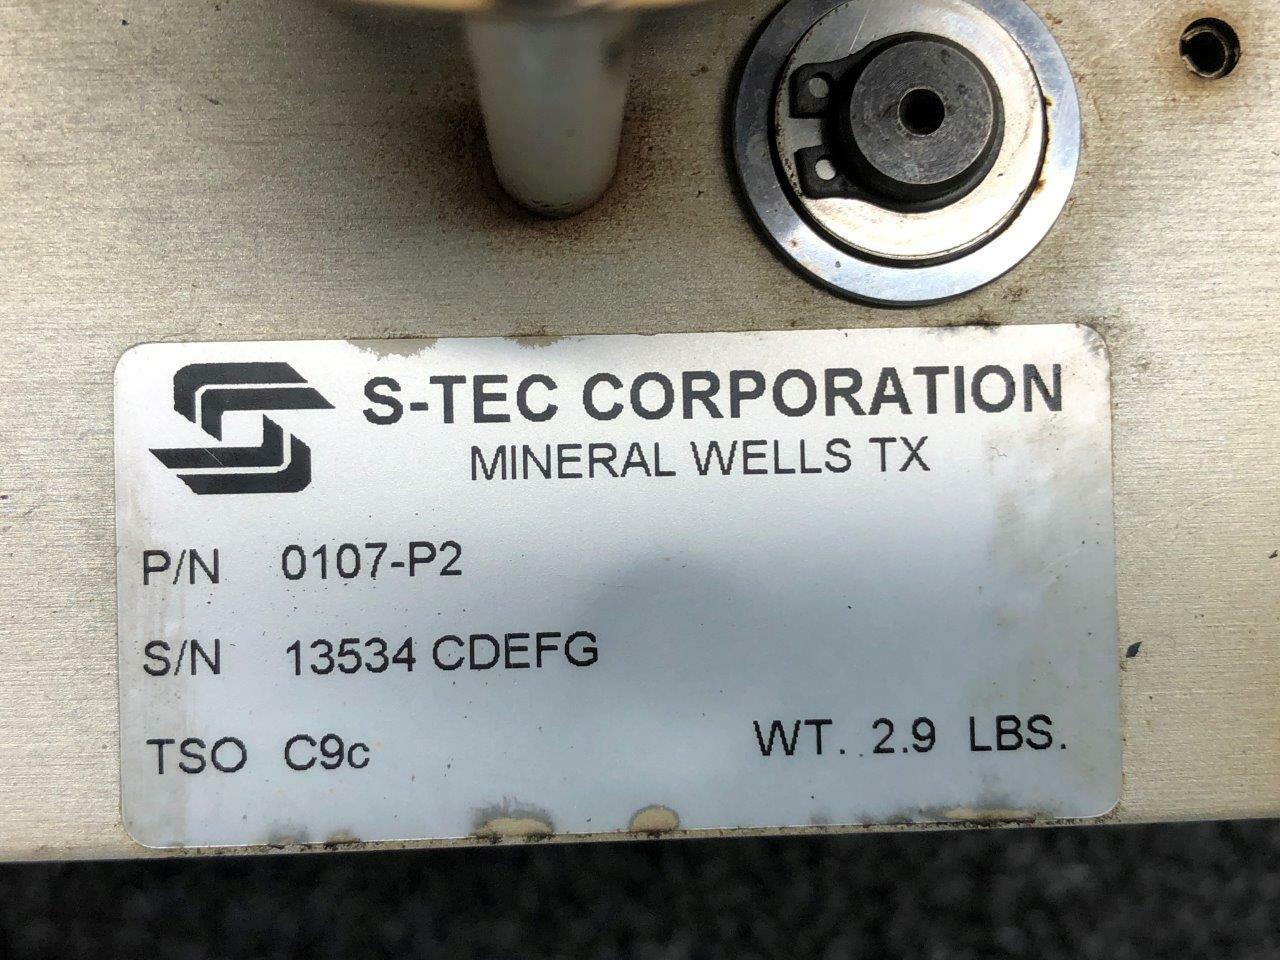 S-TEC CORPORATION
MINERAL WELLS TX
P/N 0107-P2
S/N 13534 CDEFG
TSO C9c WT. 2.9 LBS.